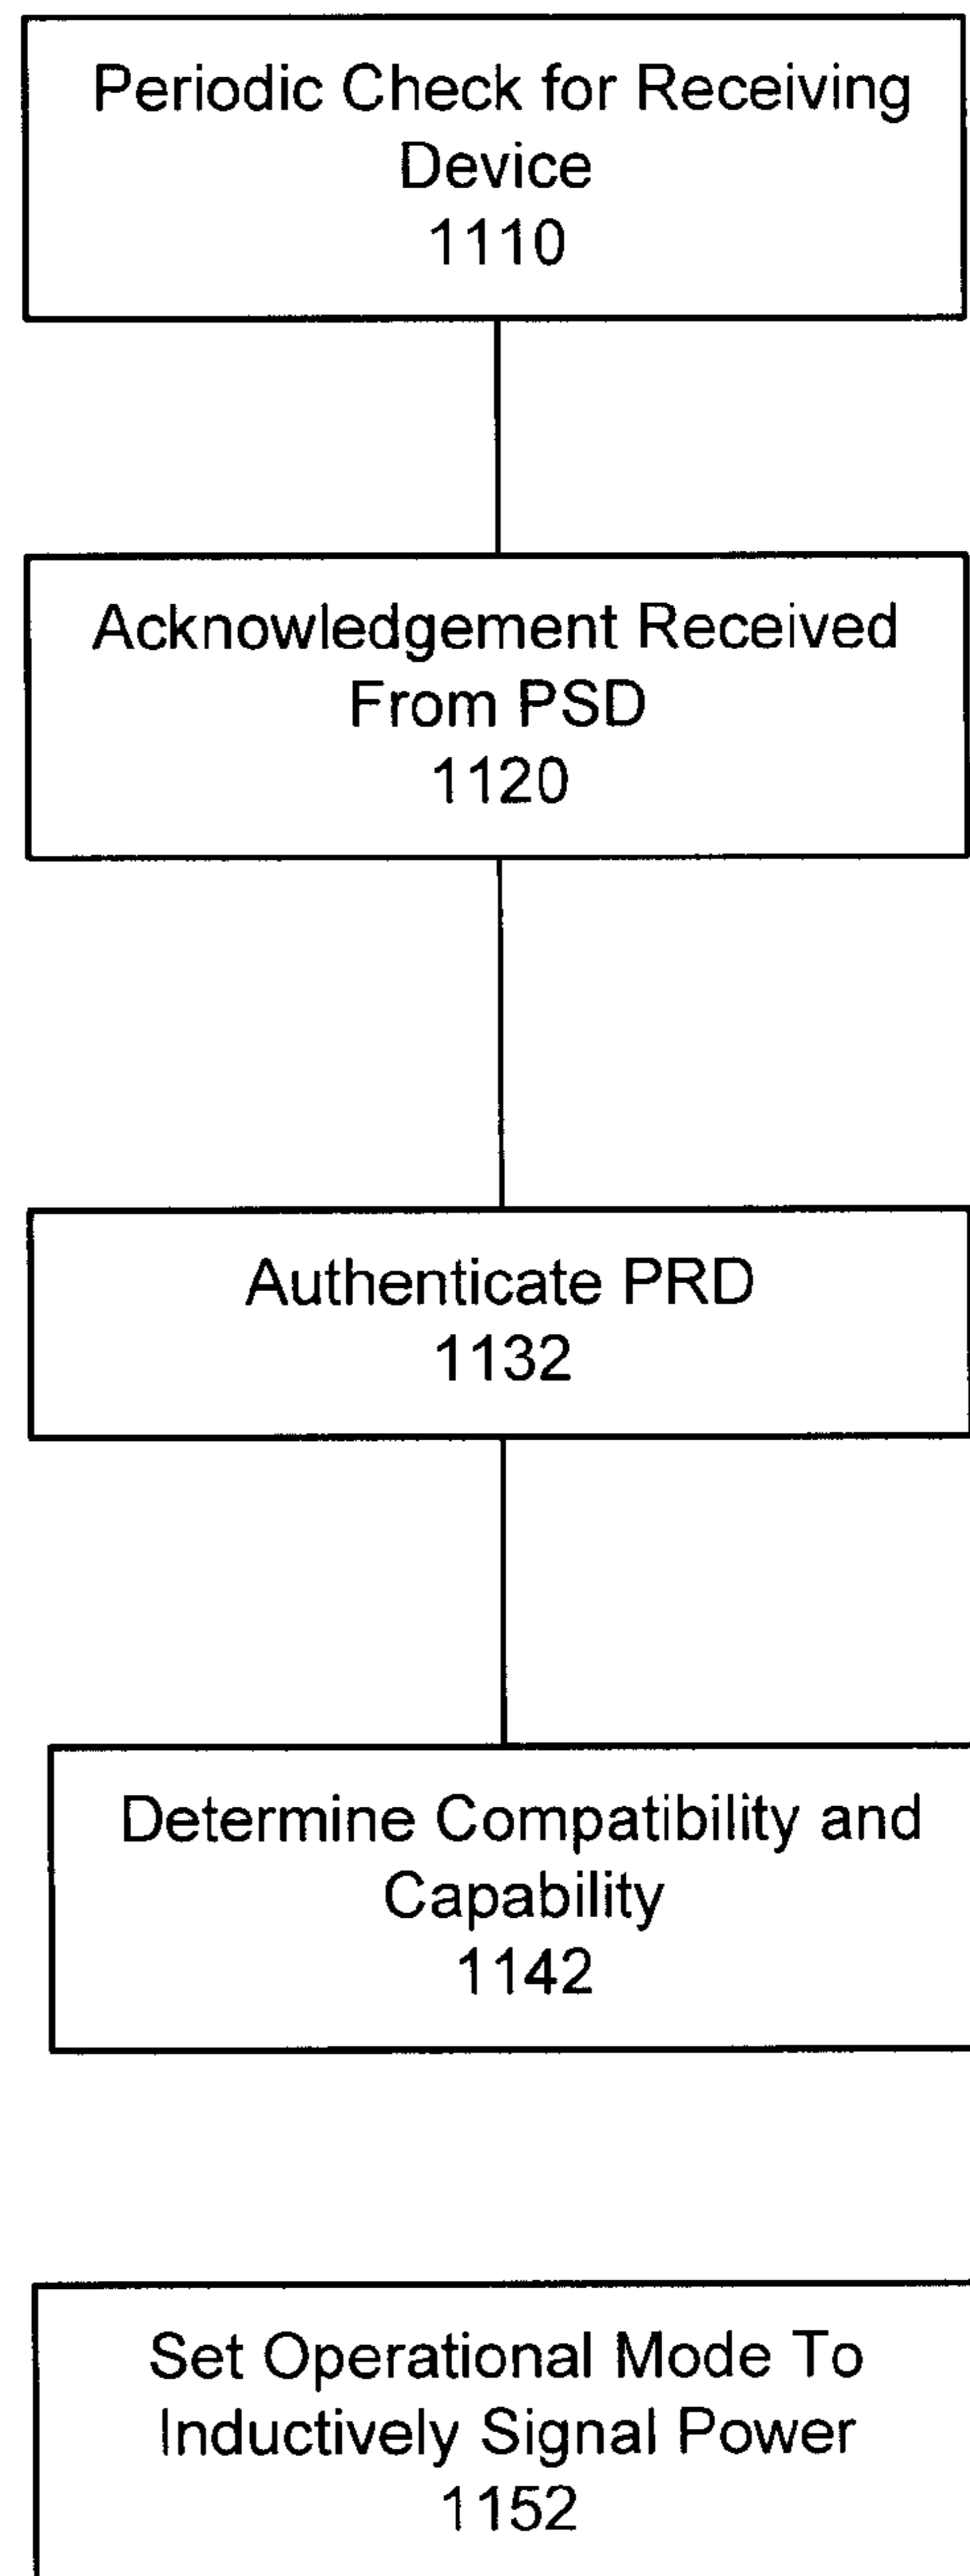 Periodic Check for Receiving
Device
1110
Acknowledgement Received
From PSD
1120
Authenticate PRD
1132
Determine Compatibility and
Capability
1142
Set Operational Mode To
Inductively Signal Power
1152